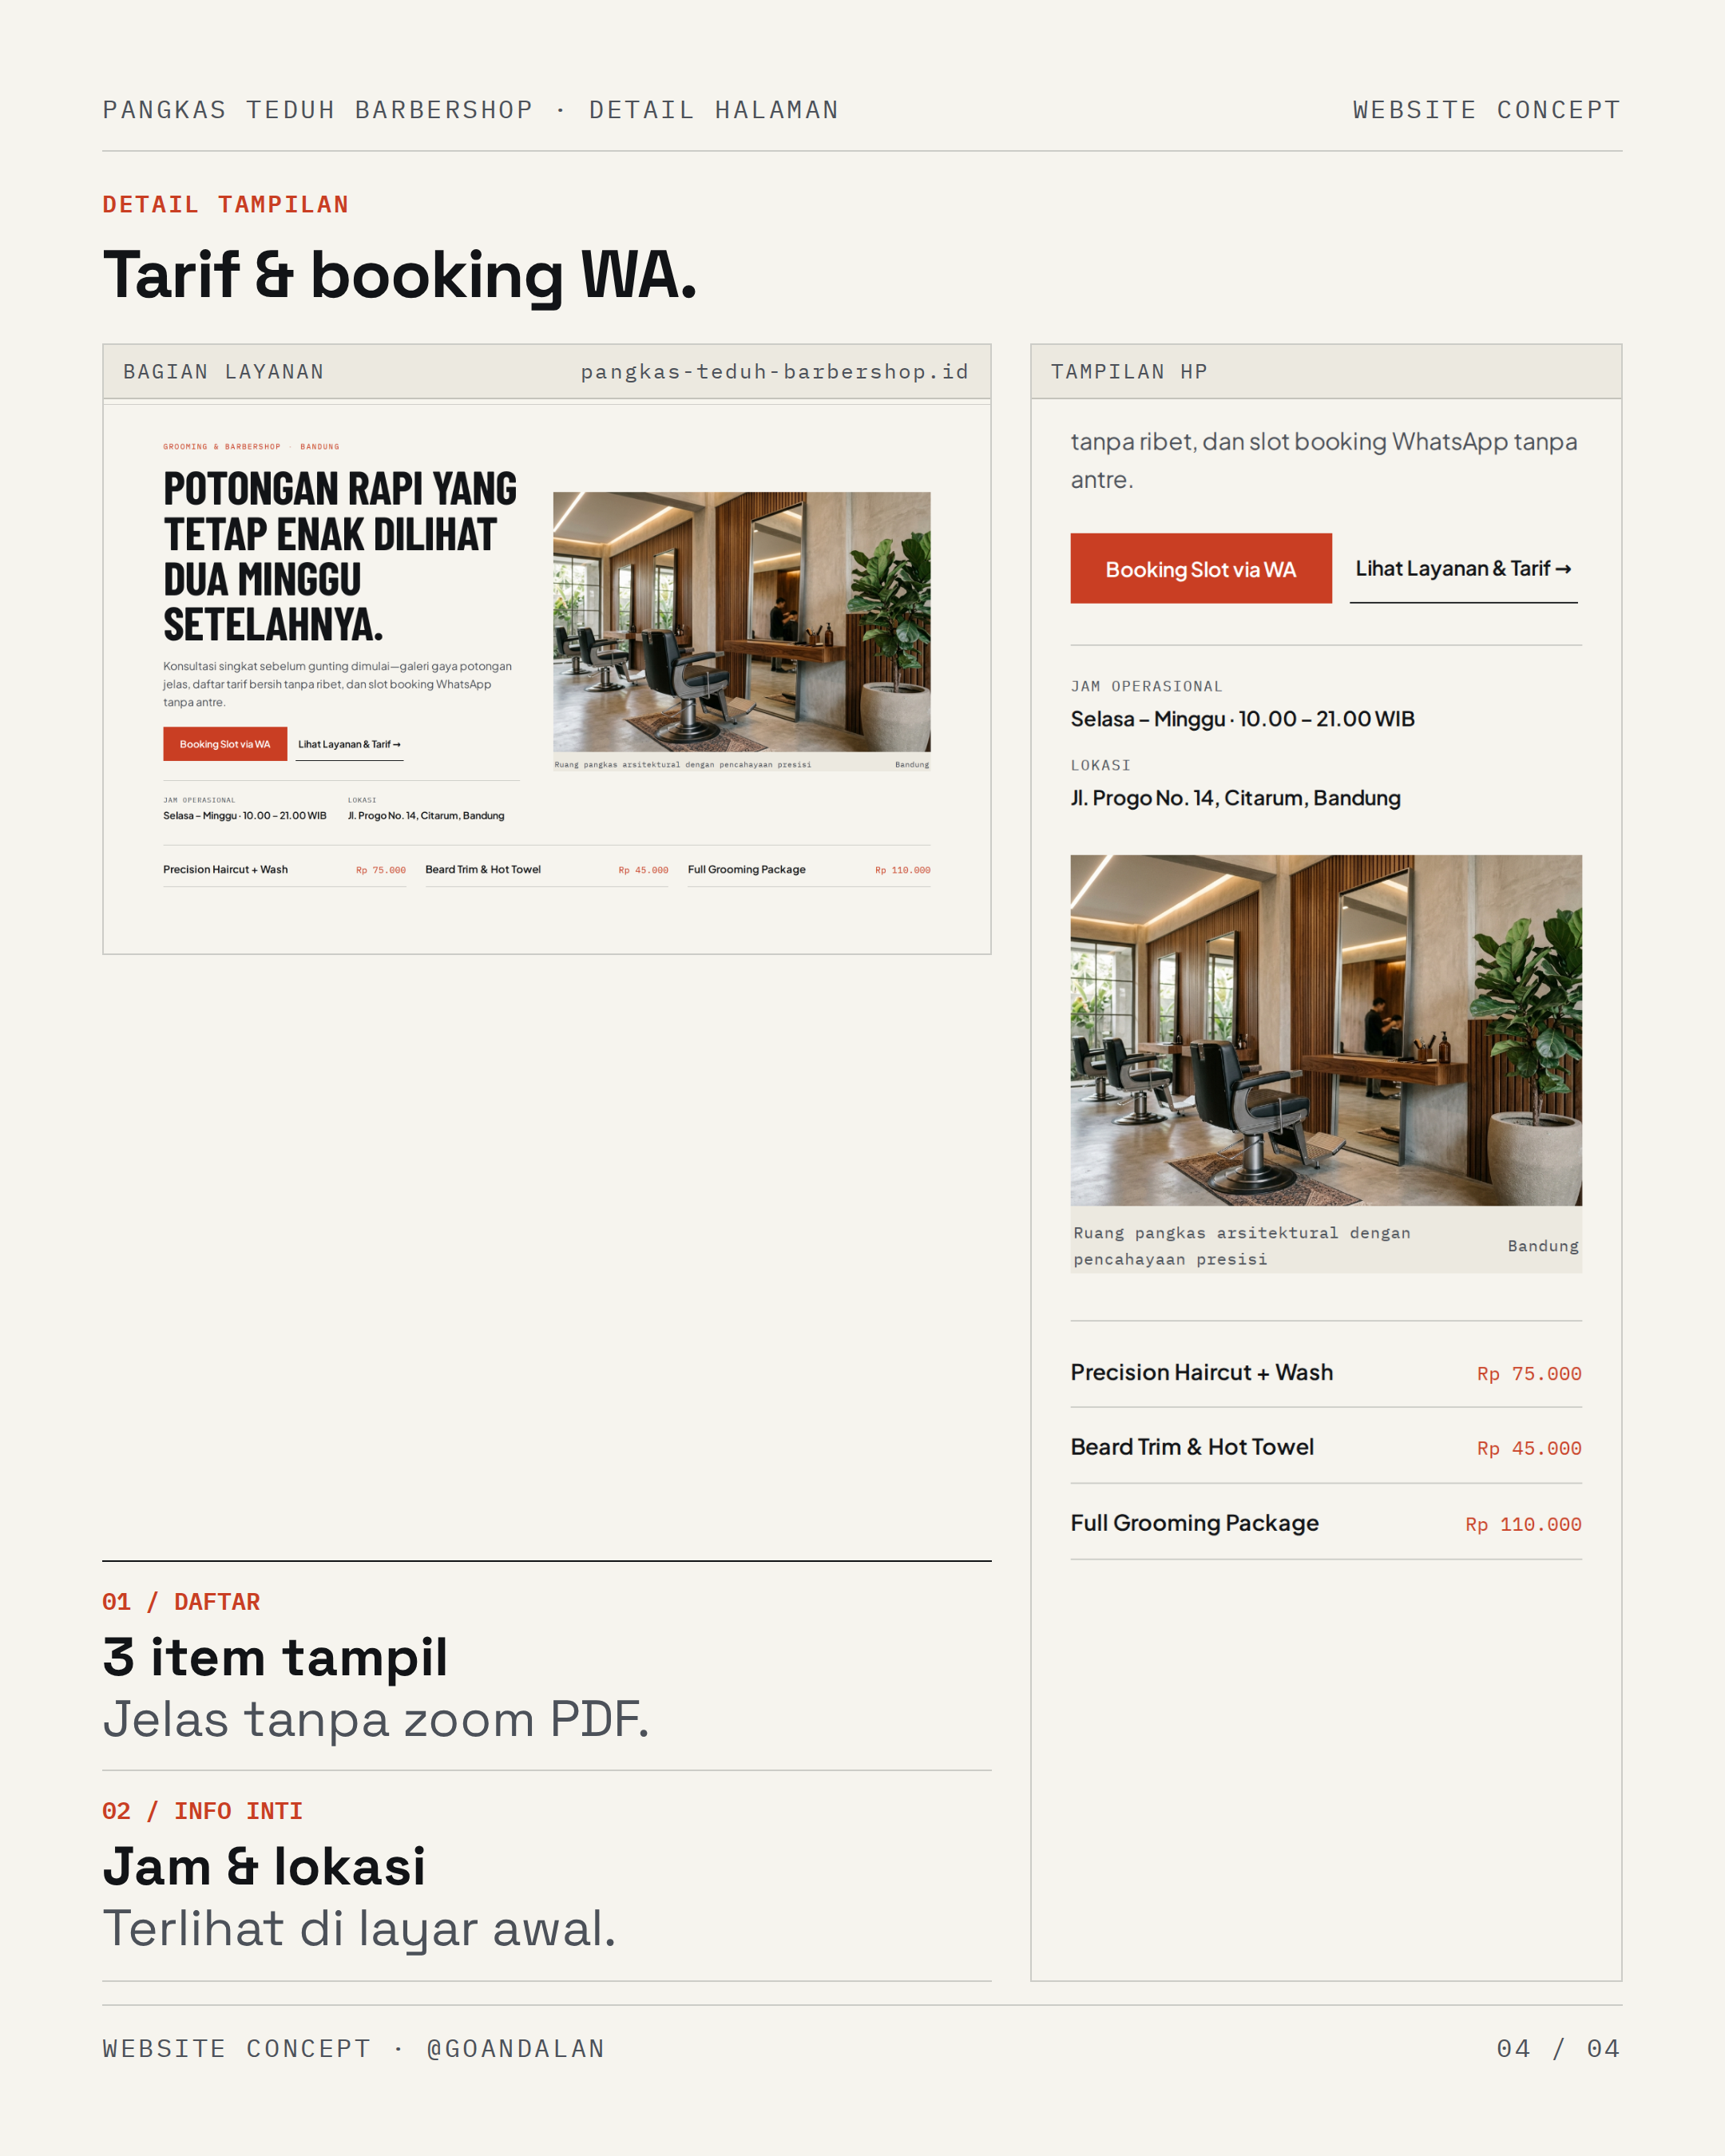 PANGKAS TEDUH BARBERSHOP · DETAIL HALAMAN
WEBSITE CONCEPT
DETAIL TAMPILAN
Tarif & booking WA.
BAGIAN LAYANAN
pangkas-teduh-barbershop.id
GROOMING & BARBERSHOP · BANDUNG
POTONGAN RAPI YANG
TETAP ENAK DILIHAT
DUA MINGGU
SETELAHNYA.
Konsultasi singkat sebelum gunting dimulai—galeri gaya potongan
jelas, daftar tarif bersih tanpa ribet, dan slot booking WhatsApp
tanpa antre.
Booking Slot via WA
Lihat Layanan & Tarif →
JAM OPERASIONAL
Selasa – Minggu · 10.00 – 21.00 WIB
LOKASI
Jl. Progo No. 14, Citarum, Bandung
Ruang pangkas arsitektural dengan pencahayaan presisi
Bandung
Precision Haircut + Wash
Rp 75.000
Beard Trim & Hot Towel
Rp 45.000
Full Grooming Package
Rp 110.000
TAMPILAN HP
tanpa ribet, dan slot booking WhatsApp tanpa
antre.
Booking Slot via WA
Lihat Layanan & Tarif →
JAM OPERASIONAL
Selasa – Minggu · 10.00 – 21.00 WIB
LOKASI
Jl. Progo No. 14, Citarum, Bandung
Ruang pangkas arsitektural dengan
pencahayaan presisi
Bandung
Precision Haircut + Wash
Rp 75.000
Beard Trim & Hot Towel
Rp 45.000
Full Grooming Package
Rp 110.000
01 / DAFTAR
3 item tampil
Jelas tanpa zoom PDF.
02 / INFO INTI
Jam & lokasi
Terlihat di layar awal.
WEBSITE CONCEPT · @GOANDALAN
04 / 04